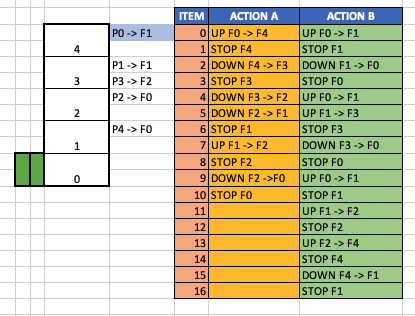 ITEM ACTION A ACTION B
P0 -> F1 0 UP F0 -> F4 UP F0 -> F1
4 1 STOP F4 STOP F1
P1 -> F1 2 DOWN F4 -> F3 DOWN F1 -> F0
3 P3 -> F2 3 STOP F3 STOP F0
P2 -> F0 4 DOWN F3 -> F2 UP F0 -> F1
2 5 DOWN F2 -> F1 UP F1 -> F3
P4 -> F0 6 STOP F1 STOP F3
1 7 UP F1 -> F2 DOWN F3 -> F0
8 STOP F2 STOP F0
0 9 DOWN F2 ->F0 UP F0 -> F1
10 STOP F0 STOP F1
11 UP F1 -> F2
12 STOP F2
13 UP F2 -> F4
14 STOP F4
15 DOWN F4 -> F1
16 STOP F1